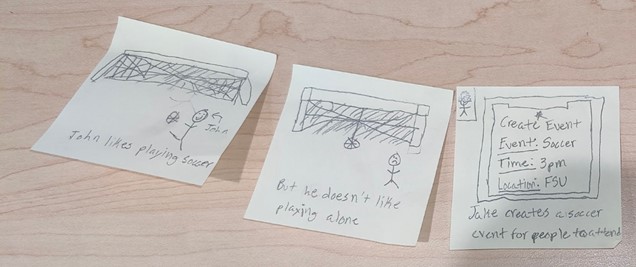 John
John likes playing soccer
But he doesn't like
playing alone
Create Event
Event: Soccer
Time: 3pm
Location: FSU
Jake creates a soccer
event for people to attend